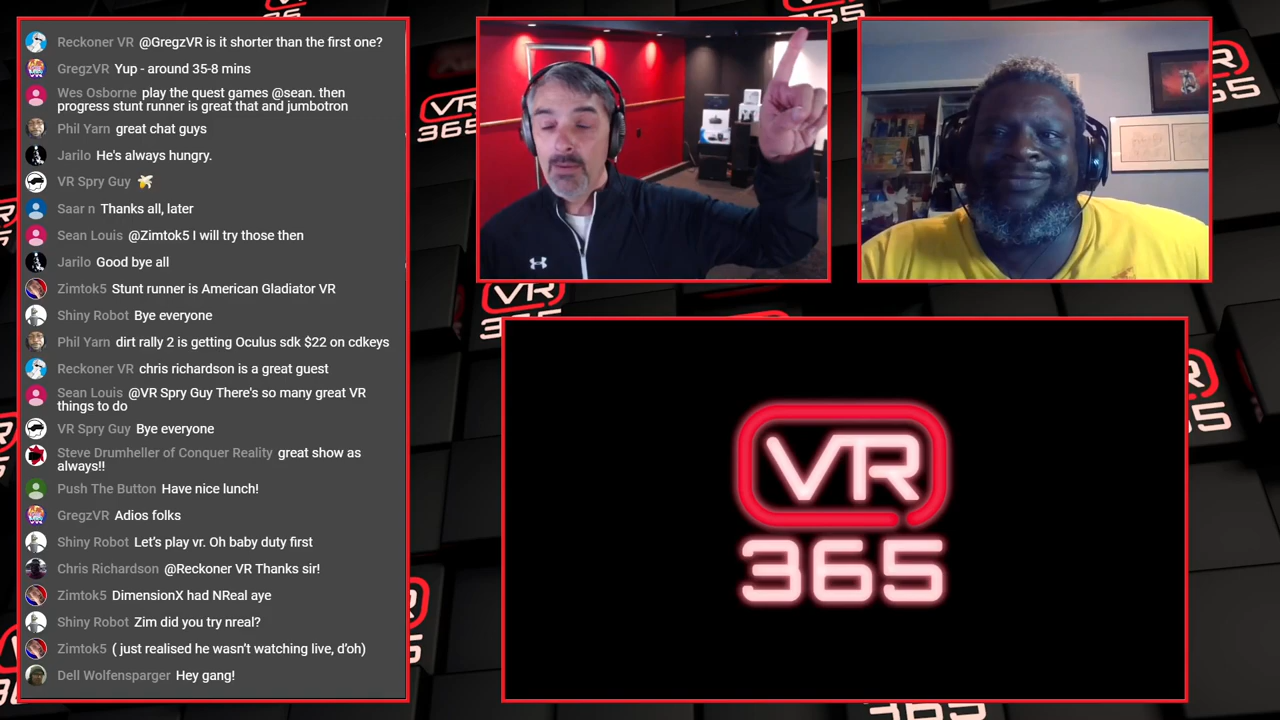 Reckoner VR @GregzVR is it shorter than the first one?
GregzVR Yup - around 35-8 mins
Wes Osborne play the quest games @sean. then
progress stunt runner is great that and jumbotron
Phil Yarn great chat guys
Jarilo He's always hungry.
VR Spry Guy
Saar n Thanks all, later
Sean Louis @Zimtok5 I will try those then
Jarilo Good bye all
Zimtok5 Stunt runner is American Gladiator VR
Shiny Robot Bye everyone
Phil Yarn dirt rally 2 is getting Oculus sdk $22 on cdkeys
Reckoner VR chris richardson is a great guest
Sean Louis @VR Spry Guy There's so many great VR
things to do
VR Spry Guy Bye everyone
Steve Drumheller of Conquer Reality great show as
always!!
Push The Button Have nice lunch!
GregzVR Adios folks
Shiny Robot Let's play vr. Oh baby duty first
Chris Richardson @Reckoner VR Thanks sir!
Zimtok5 DimensionX had NReal aye
Shiny Robot Zim did you try nreal?
Zimtok5 ( just realised he wasn't watching live, d'oh)
Dell Wolfensparger Hey gang!
VR
365
VR
365